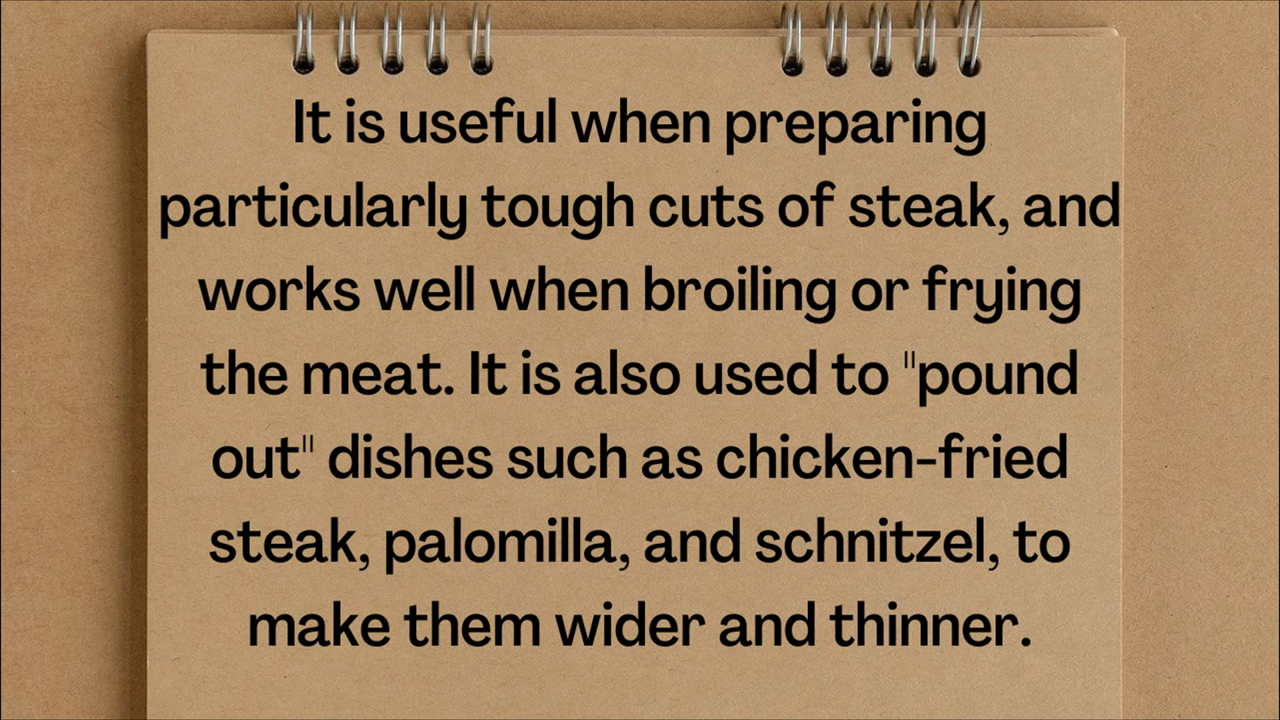 It is useful when preparing
particularly tough cuts of steak, and
works well when broiling or frying
the meat. It is also used to "pound
out" dishes such as chicken-fried
steak, palomilla, and schnitzel, to
make them wider and thinner.